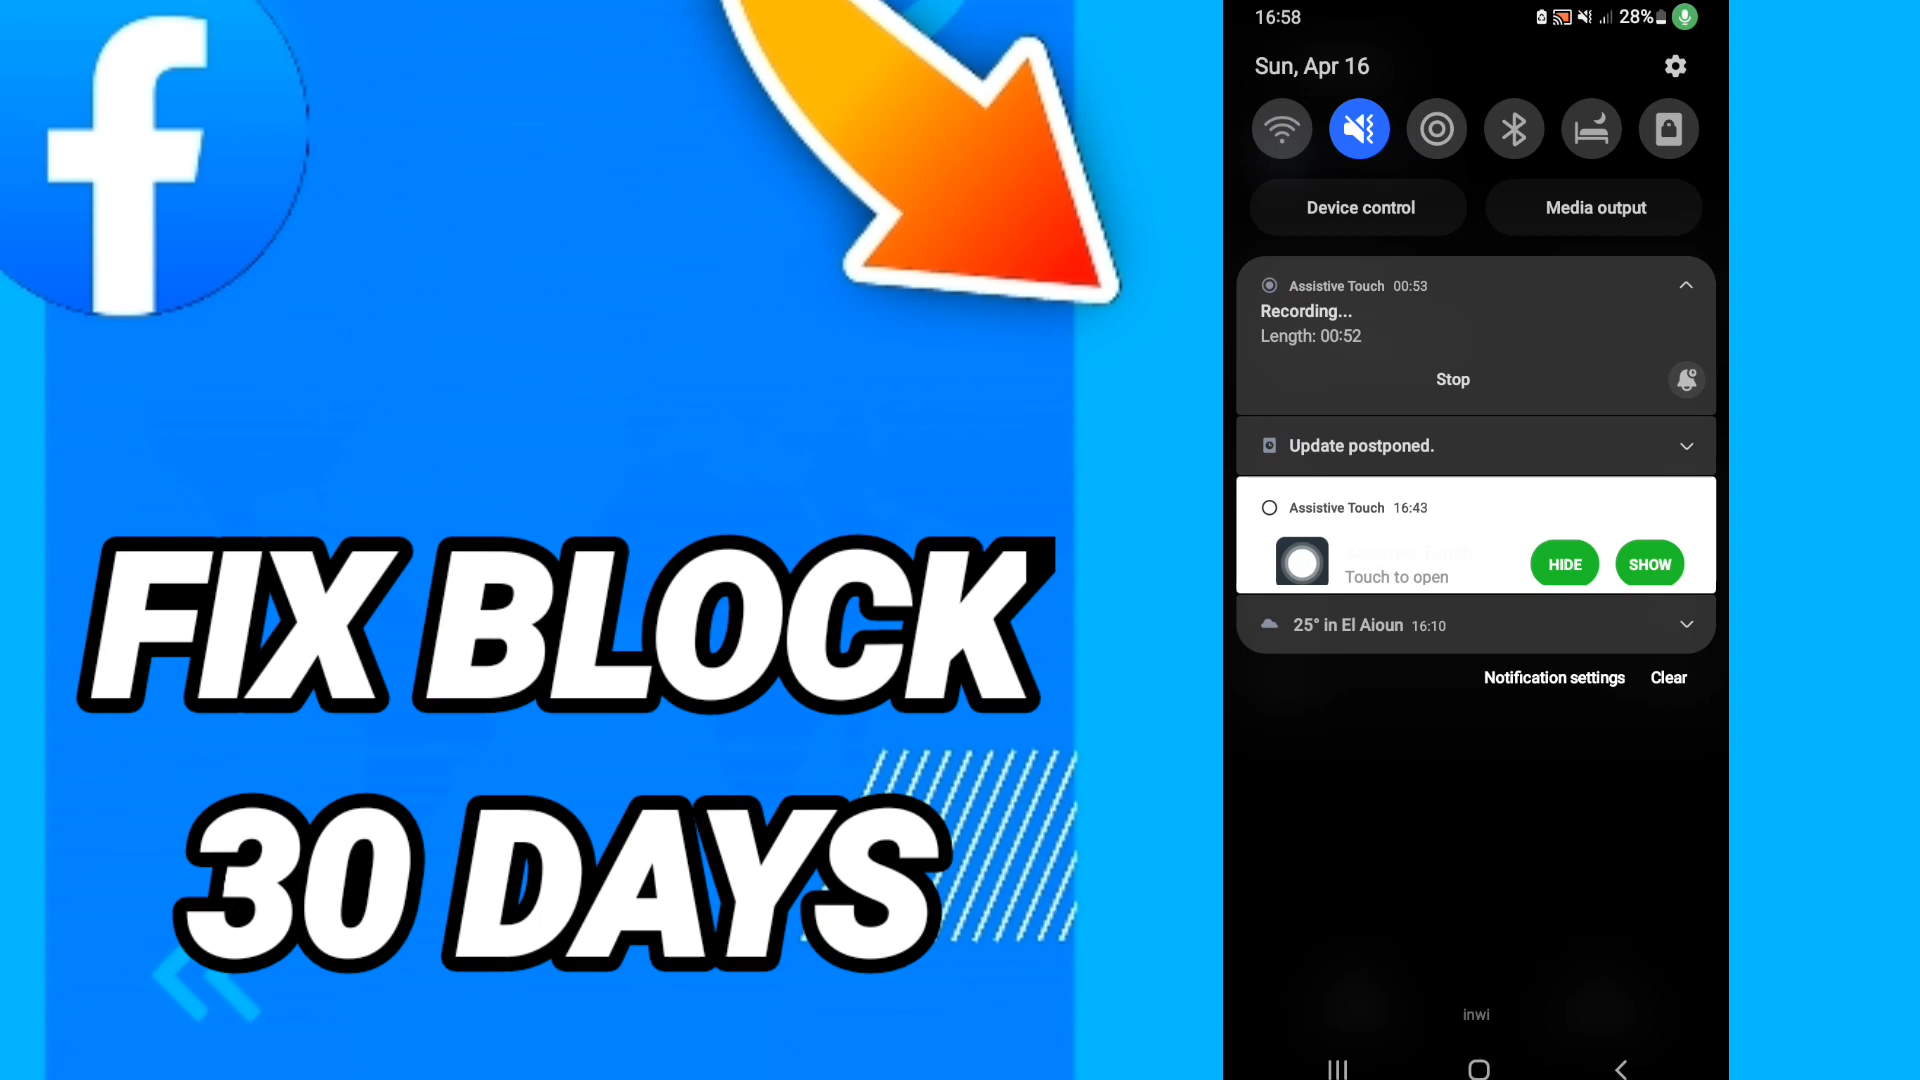 FIX BLOCK
30 DAYS
16:58
28%
Sun, Apr 16
Device control
Media output
Assistive Touch 00:53
Recording...
Length: 00:52
Stop
Update postponed.
Assistive Touch 16:43
Assistive Touch
Touch to open
HIDE
SHOW
25° in El Aioun 16:10
Notification settings
Clear
inwi